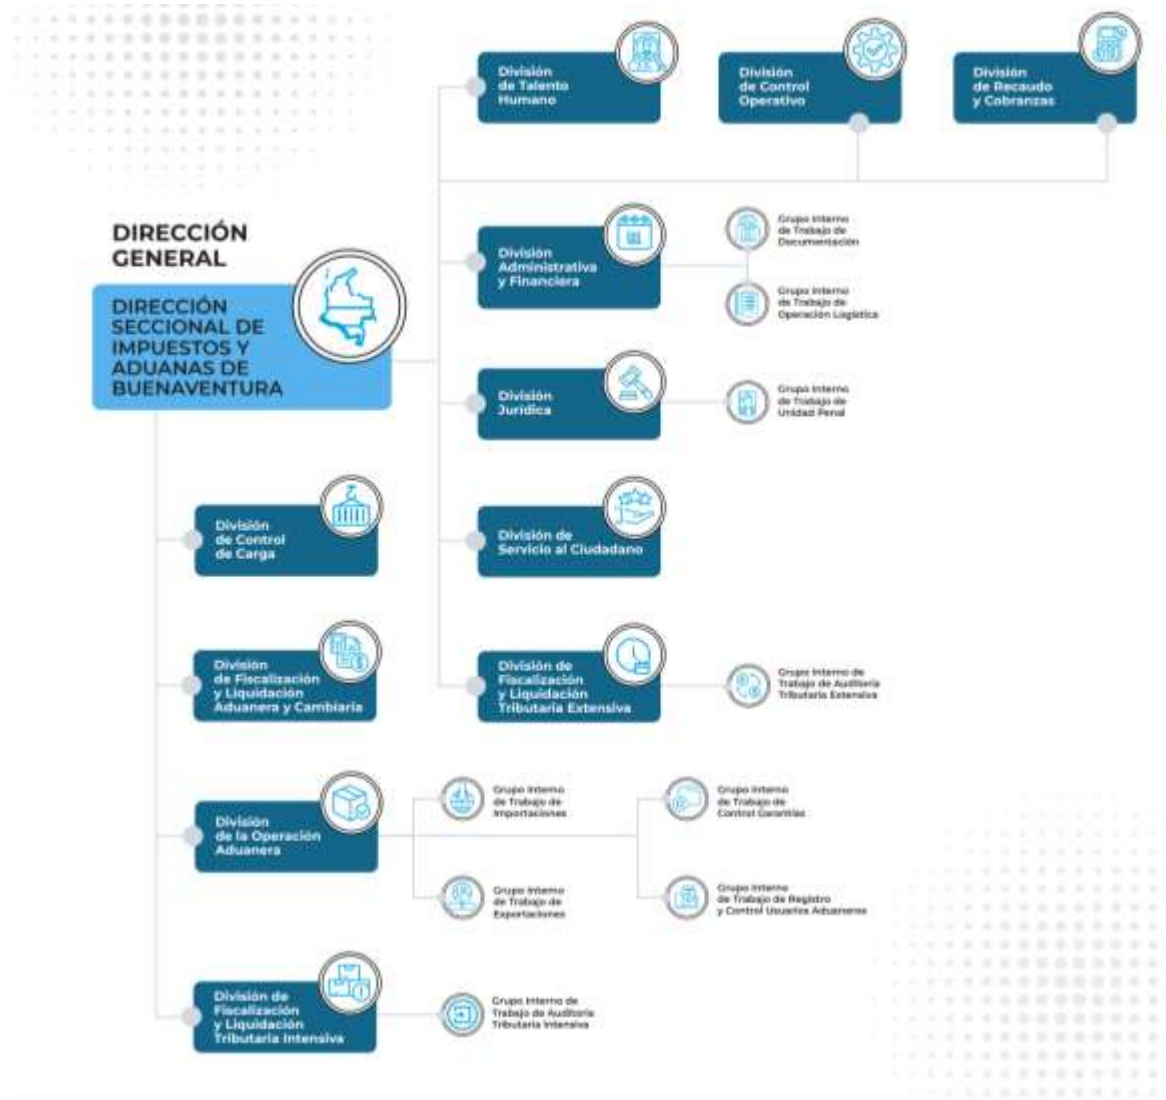 División
de Talento
Humano
División
de Control
Operativo
División
de Recaudo
y Cobranzas
DIRECCIÓN
GENERAL
DIRECCIÓN
SECCIONAL DE
IMPUESTOS Y
ADUANAS DE
BUENAVENTURA
División
Administrativa
y Financiera
Grupo Interno
de Trabajo de
Documentación
Grupo Interno
de Trabajo de
Operación Logística
División
Jurídica
Grupo Interno
de Trabajo de
Unidad Penal
División
de Control
de Carga
División de
Servicio al Ciudadano
División
de Fiscalización
y Liquidación
Aduanera y Cambiaria
División de
Fiscalización
y Liquidación
Tributaria Extensiva
Grupo Interno de
Trabajo de Auditoría
Tributaria Extensiva
División
de la Operación
Aduanera
Grupo Interno
de Trabajo de
Importaciones
Grupo Interno
de Trabajo de
Control Garantías
Grupo Interno
de Trabajo de
Exportaciones
Grupo Interno
de Trabajo de Registro
y Control Usuarios Aduaneros
División de
Fiscalización
y Liquidación
Tributaria Intensiva
Grupo Interno de
Trabajo de Auditoría
Tributaria Intensiva